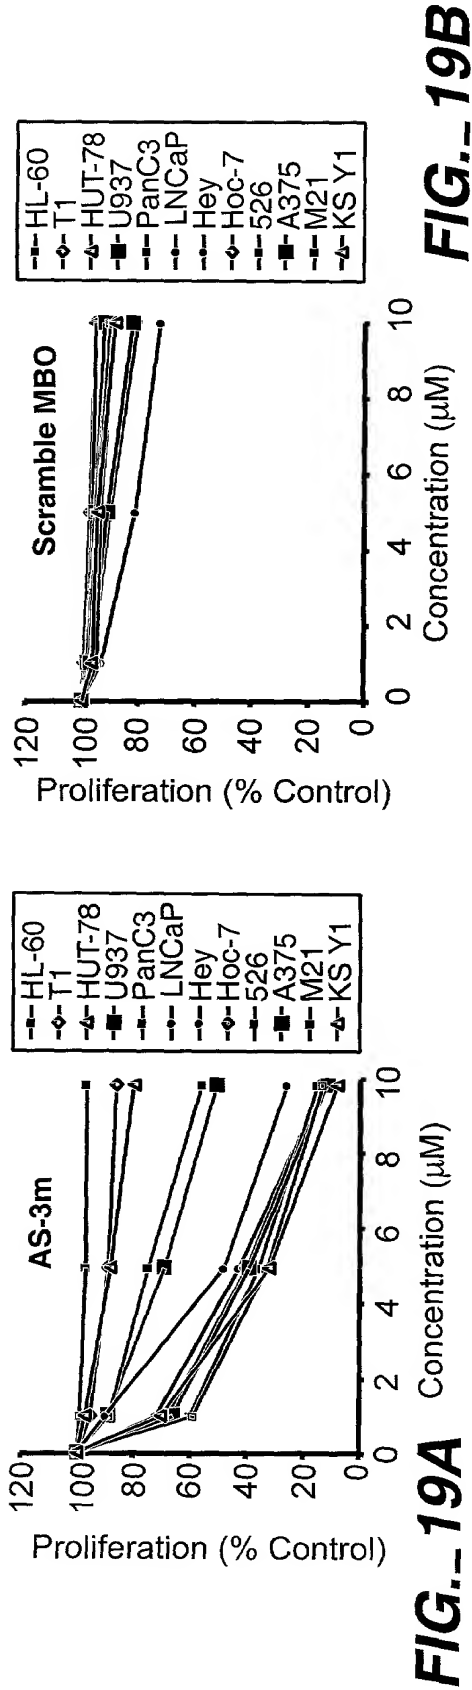 AS-3m
Proliferation (% Control)
120
100
80
60
40
20
0
0
2
4
6
8
10
Concentration (µM)
HL-60
T1
HUT-78
U937
PanC3
LNCaP
Hey
Hoc-7
526
A375
M21
KS Y1
FIG._19A
Scramble MBO
Proliferation (% Control)
120
100
80
60
40
20
0
0
2
4
6
8
10
Concentration (µM)
HL-60
T1
HUT-78
U937
PanC3
LNCaP
Hey
Hoc-7
526
A375
M21
KS Y1
FIG._19B